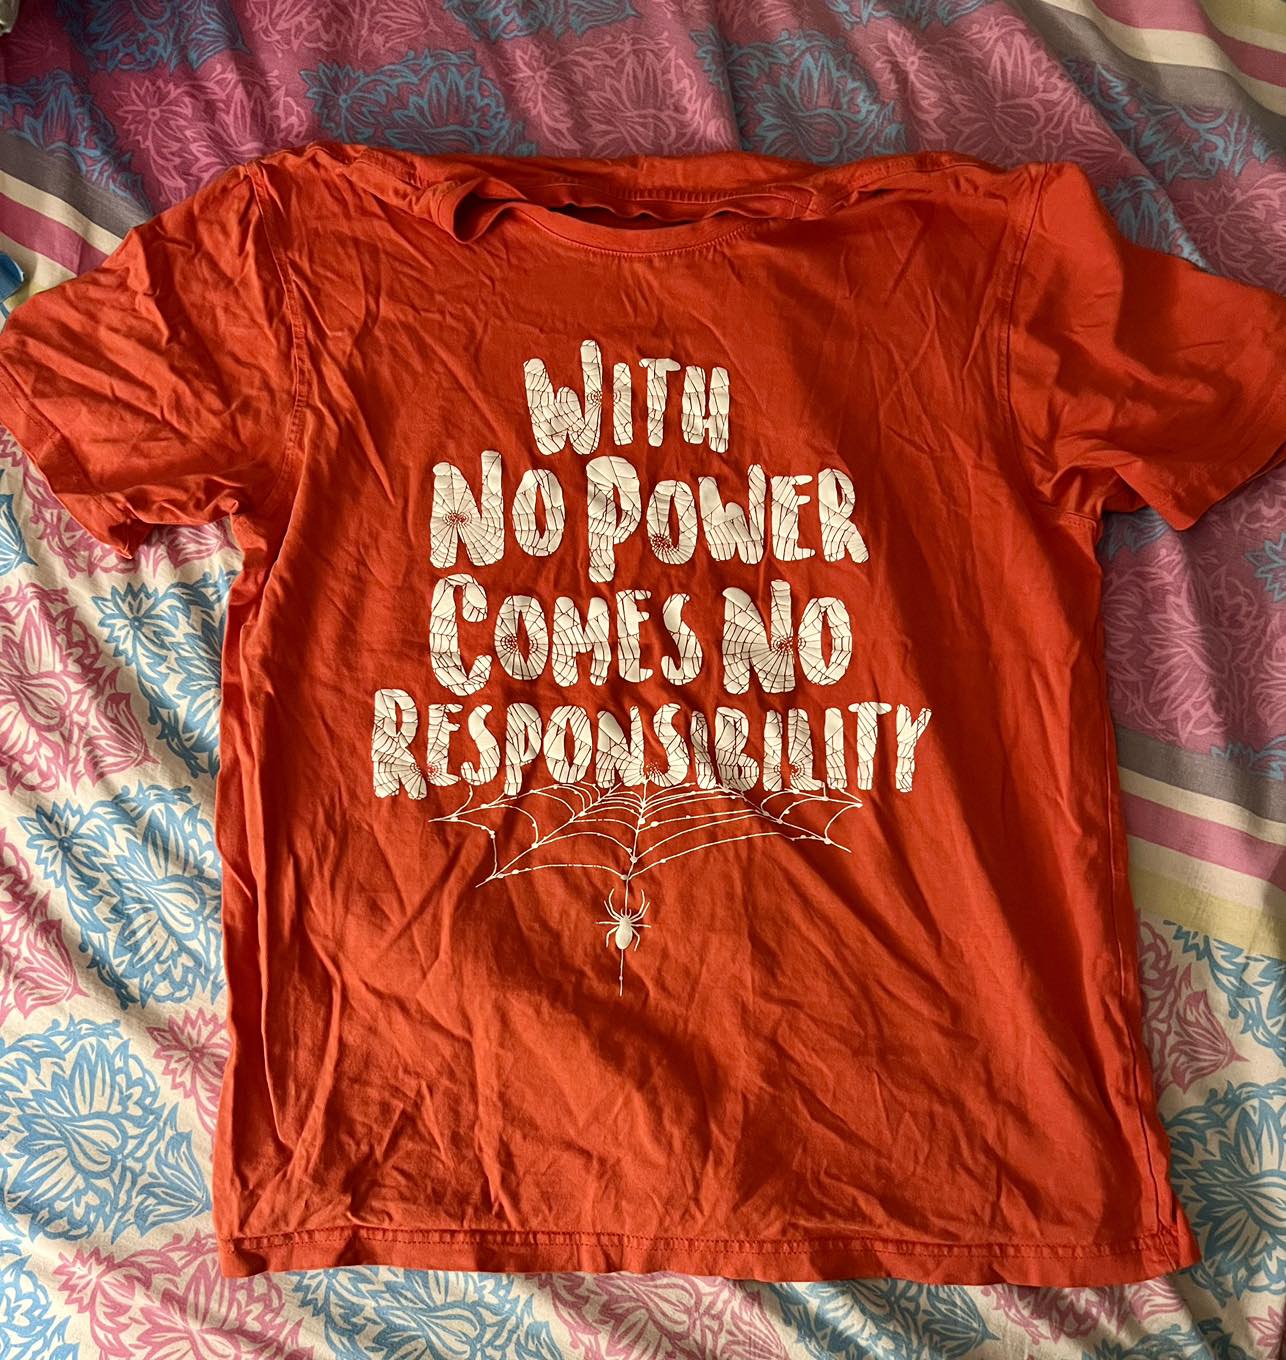 With
No Power
Comes No
Responsibility